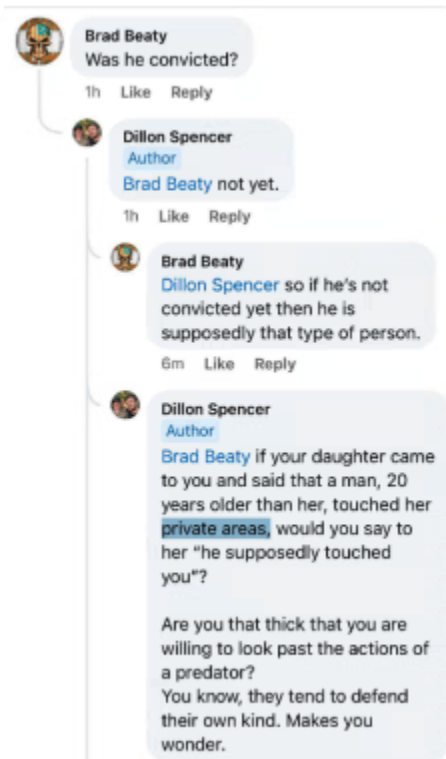 Brad Beaty
Was he convicted?
1h Like Reply
Dillon Spencer
Author
Brad Beaty not yet.
1h Like Reply
Brad Beaty
Dillon Spencer so if he's not
convicted yet then he is
supposedly that type of person.
6m Like Reply
Dillon Spencer
Author
Brad Beaty if your daughter came
to you and said that a man, 20
years older than her, touched her
private areas, would you say to
her “he supposedly touched
you”?
Are you that thick that you are
willing to look past the actions of
a predator?
You know, they tend to defend
their own kind. Makes you
wonder.